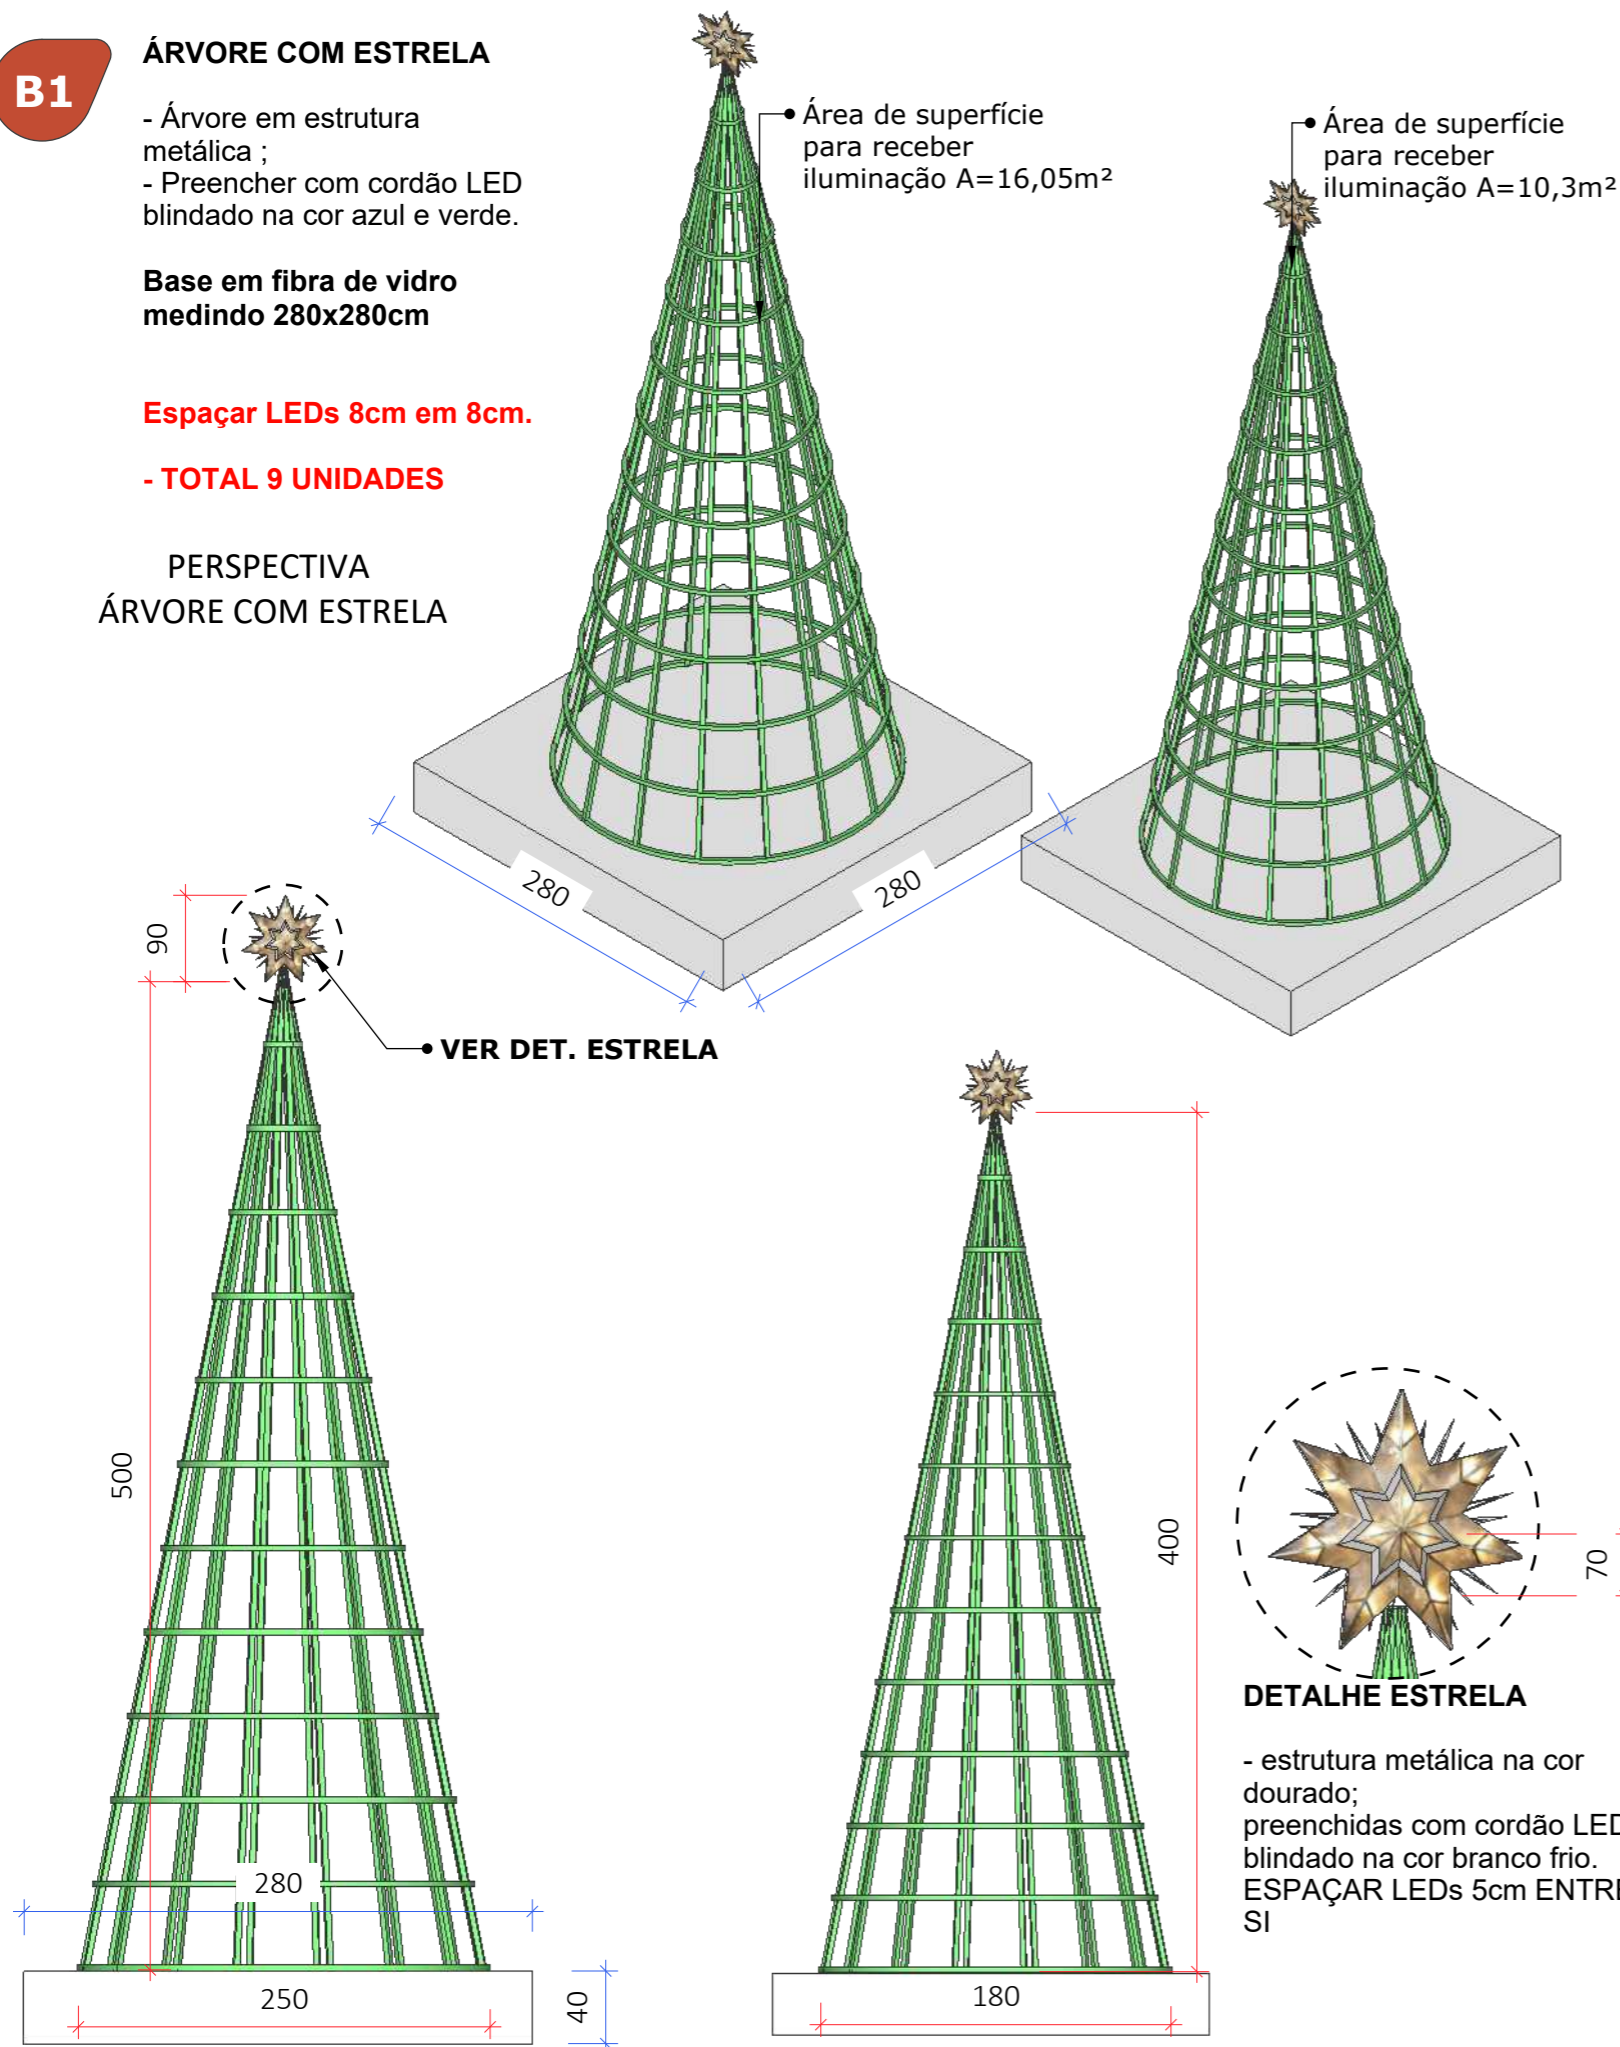 B1
ÁRVORE COM ESTRELA
- Árvore em estrutura
metálica ;
- Preencher com cordão LED
blindado na cor azul e verde.
Base em fibra de vidro
medindo 280x280cm
Espaçar LEDs 8cm em 8cm.
- TOTAL 9 UNIDADES
PERSPECTIVA
ÁRVORE COM ESTRELA
Área de superfície
para receber
iluminação A=16,05m²
Área de superfície
para receber
iluminação A=10,3m²
280
280
90
VER DET. ESTRELA
500
280
250
40
400
180
70
DETALHE ESTRELA
- estrutura metálica na cor
dourado;
preenchidas com cordão LED
blindado na cor branco frio.
ESPAÇAR LEDs 5cm ENTRE
SI